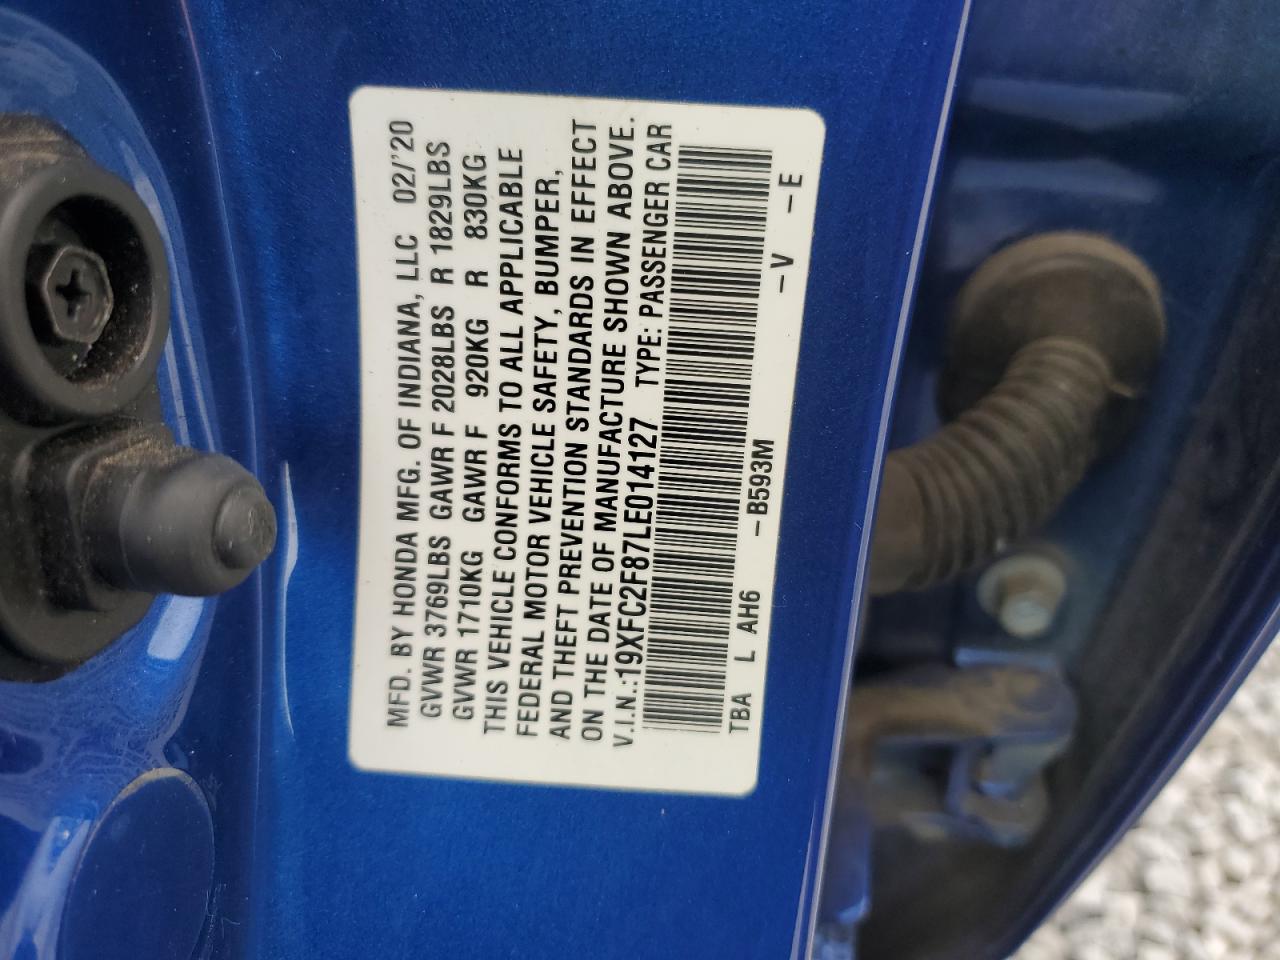 MFD. BY HONDA MFG. OF INDIANA, LLC 02/'20
GVWR 3769LBS GAWR F 2028LBS R 1829LBS
GVWR 1710KG GAWR F 920KG R 830KG
THIS VEHICLE CONFORMS TO ALL APPLICABLE
FEDERAL MOTOR VEHICLE SAFETY, BUMPER,
AND THEFT PREVENTION STANDARDS IN EFFECT
ON THE DATE OF MANUFACTURE SHOWN ABOVE.
V.I.N.:19XFC2F87LE014127 TYPE: PASSENGER CAR
TBA L AH6 -B593M -V -E